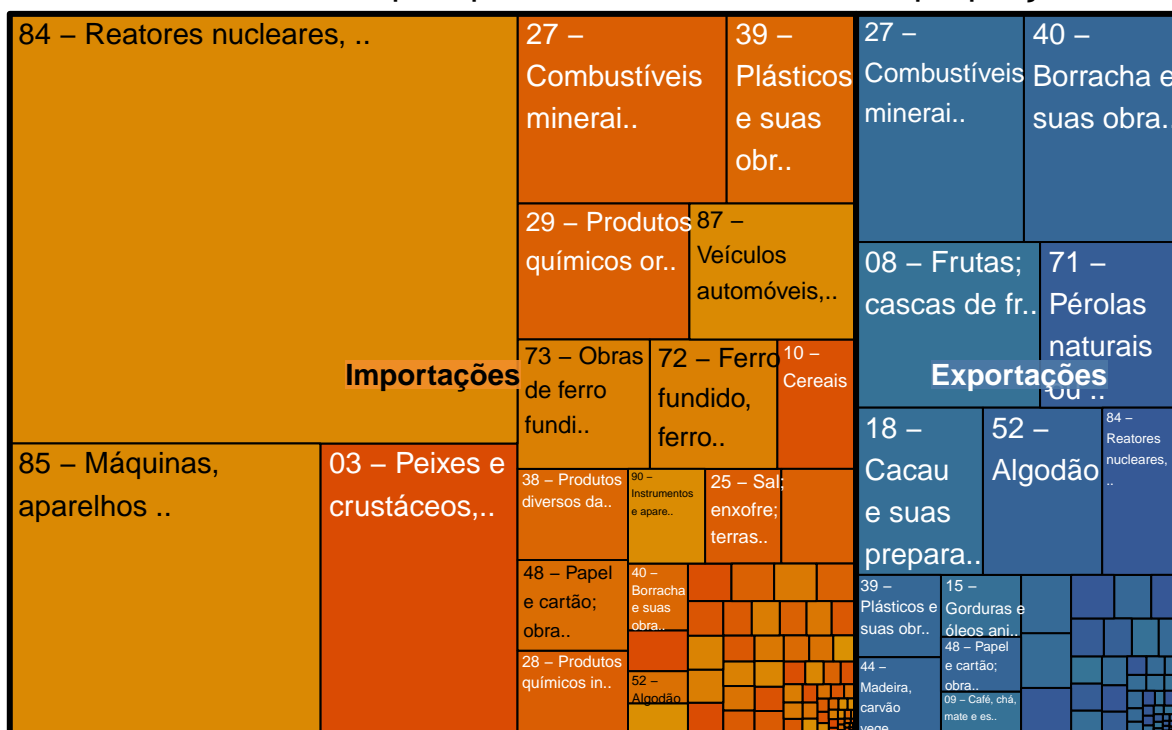 84 – Reatores nucleares, ..
85 – Máquinas,
aparelhos ..
03 – Peixes e
crustáceos,..
27 –
Combustíveis
minerai..
39 –
Plásticos
e suas
obr..
29 – Produtos
químicos or..
87 –
Veículos
automóveis,..
73 – Obras
de ferro
fundi..
72 – Ferro
fundido,
ferro..
10 –
Cereais
Importações
38 – Produtos
diversos da..
90 –
Instrumentos
e apare..
25 – Sal;
enxofre;
terras..
48 – Papel
e cartão;
obra..
40 –
Borracha
e suas
obra..
28 – Produtos
químicos in..
52 –
Algodão
27 –
Combustíveis
minerai..
40 –
Borracha e
suas obra..
08 – Frutas;
cascas de fr..
71 –
Pérolas
naturais
ou ..
Exportações
18 –
Cacau
e suas
prepara..
52 –
Algodão
84 –
Reatores
nucleares,
..
39 –
Plásticos e
suas obr..
15 –
Gorduras e
óleos ani..
48 – Papel
e cartão;
obra..
44 –
Madeira,
carvão
vege..
09 – Café, chá,
mate e es..